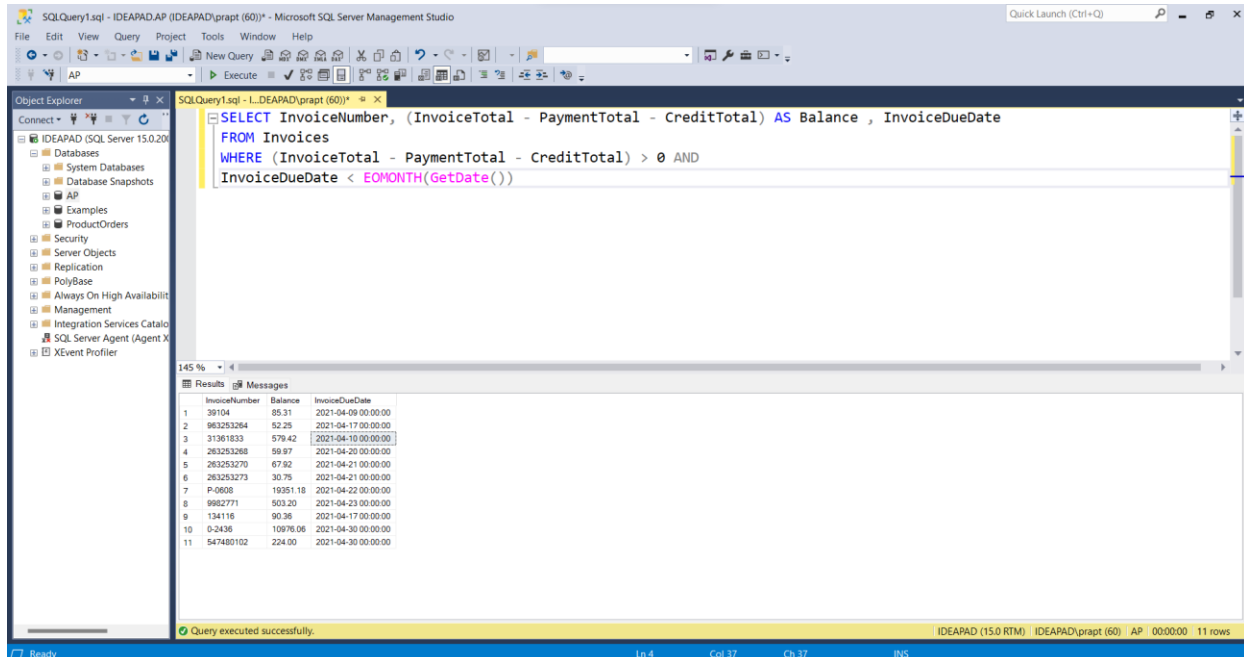 SQLQuery1.sql - IDEAPAD.AP (IDEAPAD\prapt (60))* - Microsoft SQL Server Management Studio
Quick Launch (Ctrl+Q)
File Edit View Query Project Tools Window Help
New Query
AP
Execute
Object Explorer
SQLQuery1.sql - I...DEAPAD\prapt (60))*
Connect
IDEAPAD (SQL Server 15.0.200
Databases
System Databases
Database Snapshots
AP
Examples
ProductOrders
Security
Server Objects
Replication
PolyBase
Always On High Availabilit
Management
Integration Services Catalo
SQL Server Agent (Agent X
XEvent Profiler
SELECT InvoiceNumber, (InvoiceTotal - PaymentTotal - CreditTotal) AS Balance , InvoiceDueDate
FROM Invoices
WHERE (InvoiceTotal - PaymentTotal - CreditTotal) > 0 AND
InvoiceDueDate < EOMONTH(GetDate())
145 %
Results Messages
InvoiceNumber Balance InvoiceDueDate
1 39104 85.31 2021-04-09 00:00:00
2 963253264 52.25 2021-04-17 00:00:00
3 31361833 579.42 2021-04-10 00:00:00
4 263253268 59.97 2021-04-20 00:00:00
5 263253270 67.92 2021-04-21 00:00:00
6 263253273 30.75 2021-04-21 00:00:00
7 P-0608 19351.18 2021-04-22 00:00:00
8 9982771 503.20 2021-04-23 00:00:00
9 134116 90.36 2021-04-17 00:00:00
10 0-2436 10976.06 2021-04-30 00:00:00
11 547480102 224.00 2021-04-30 00:00:00
Query executed successfully.
IDEAPAD (15.0 RTM) IDEAPAD\prapt (60) AP 00:00:00 11 rows
Ready Ln 4 Col 37 Ch 37 INS